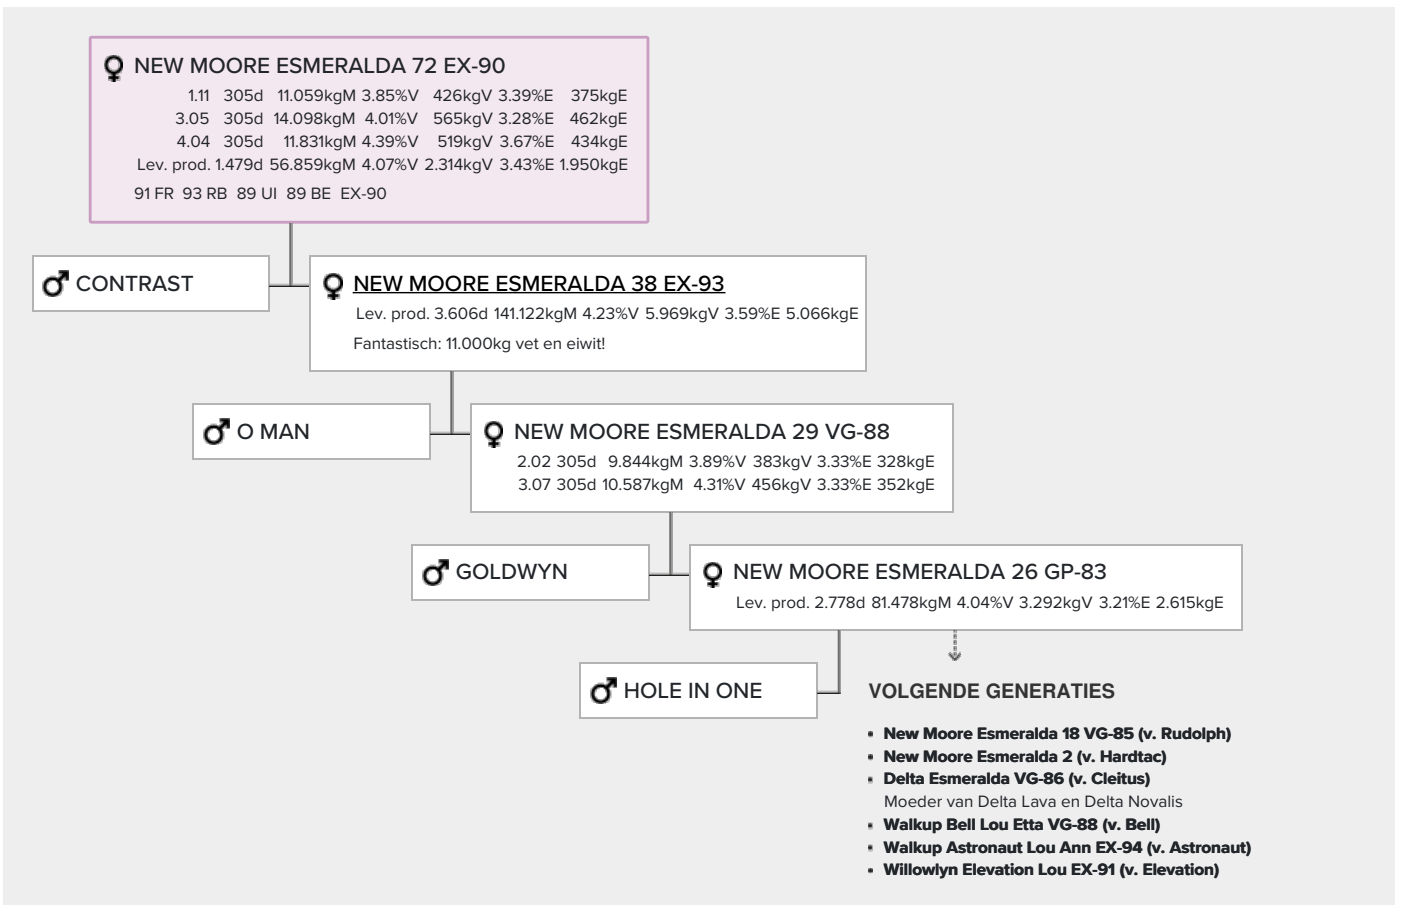 NEW MOORE ESMERALDA 72 EX-90
1.11 305d 11.059kgM 3.85%V 426kgV 3.39%E 375kgE
3.05 305d 14.098kgM 4.01%V 565kgV 3.28%E 462kgE
4.04 305d 11.831kgM 4.39%V 519kgV 3.67%E 434kgE
Lev. prod. 1.479d 56.859kgM 4.07%V 2.314kgV 3.43%E 1.950kgE
91 FR 93 RB 89 UI 89 BE EX-90
CONTRAST
NEW MOORE ESMERALDA 38 EX-93
Lev. prod. 3.606d 141.122kgM 4.23%V 5.969kgV 3.59%E 5.066kgE
Fantastisch: 11.000kg vet en eiwit!
O MAN
NEW MOORE ESMERALDA 29 VG-88
2.02 305d 9.844kgM 3.89%V 383kgV 3.33%E 328kgE
3.07 305d 10.587kgM 4.31%V 456kgV 3.33%E 352kgE
GOLDWYN
NEW MOORE ESMERALDA 26 GP-83
Lev. prod. 2.778d 81.478kgM 4.04%V 3.292kgV 3.21%E 2.615kgE
HOLE IN ONE
VOLGENDE GENERATIES
• New Moore Esmeralda 18 VG-85 (v. Rudolph)
• New Moore Esmeralda 2 (v. Hardtac)
• Delta Esmeralda VG-86 (v. Cleitus)
Moeder van Delta Lava en Delta Novalis
• Walkup Bell Lou Etta VG-88 (v. Bell)
• Walkup Astronaut Lou Ann EX-94 (v. Astronaut)
• Willowlyn Elevation Lou EX-91 (v. Elevation)